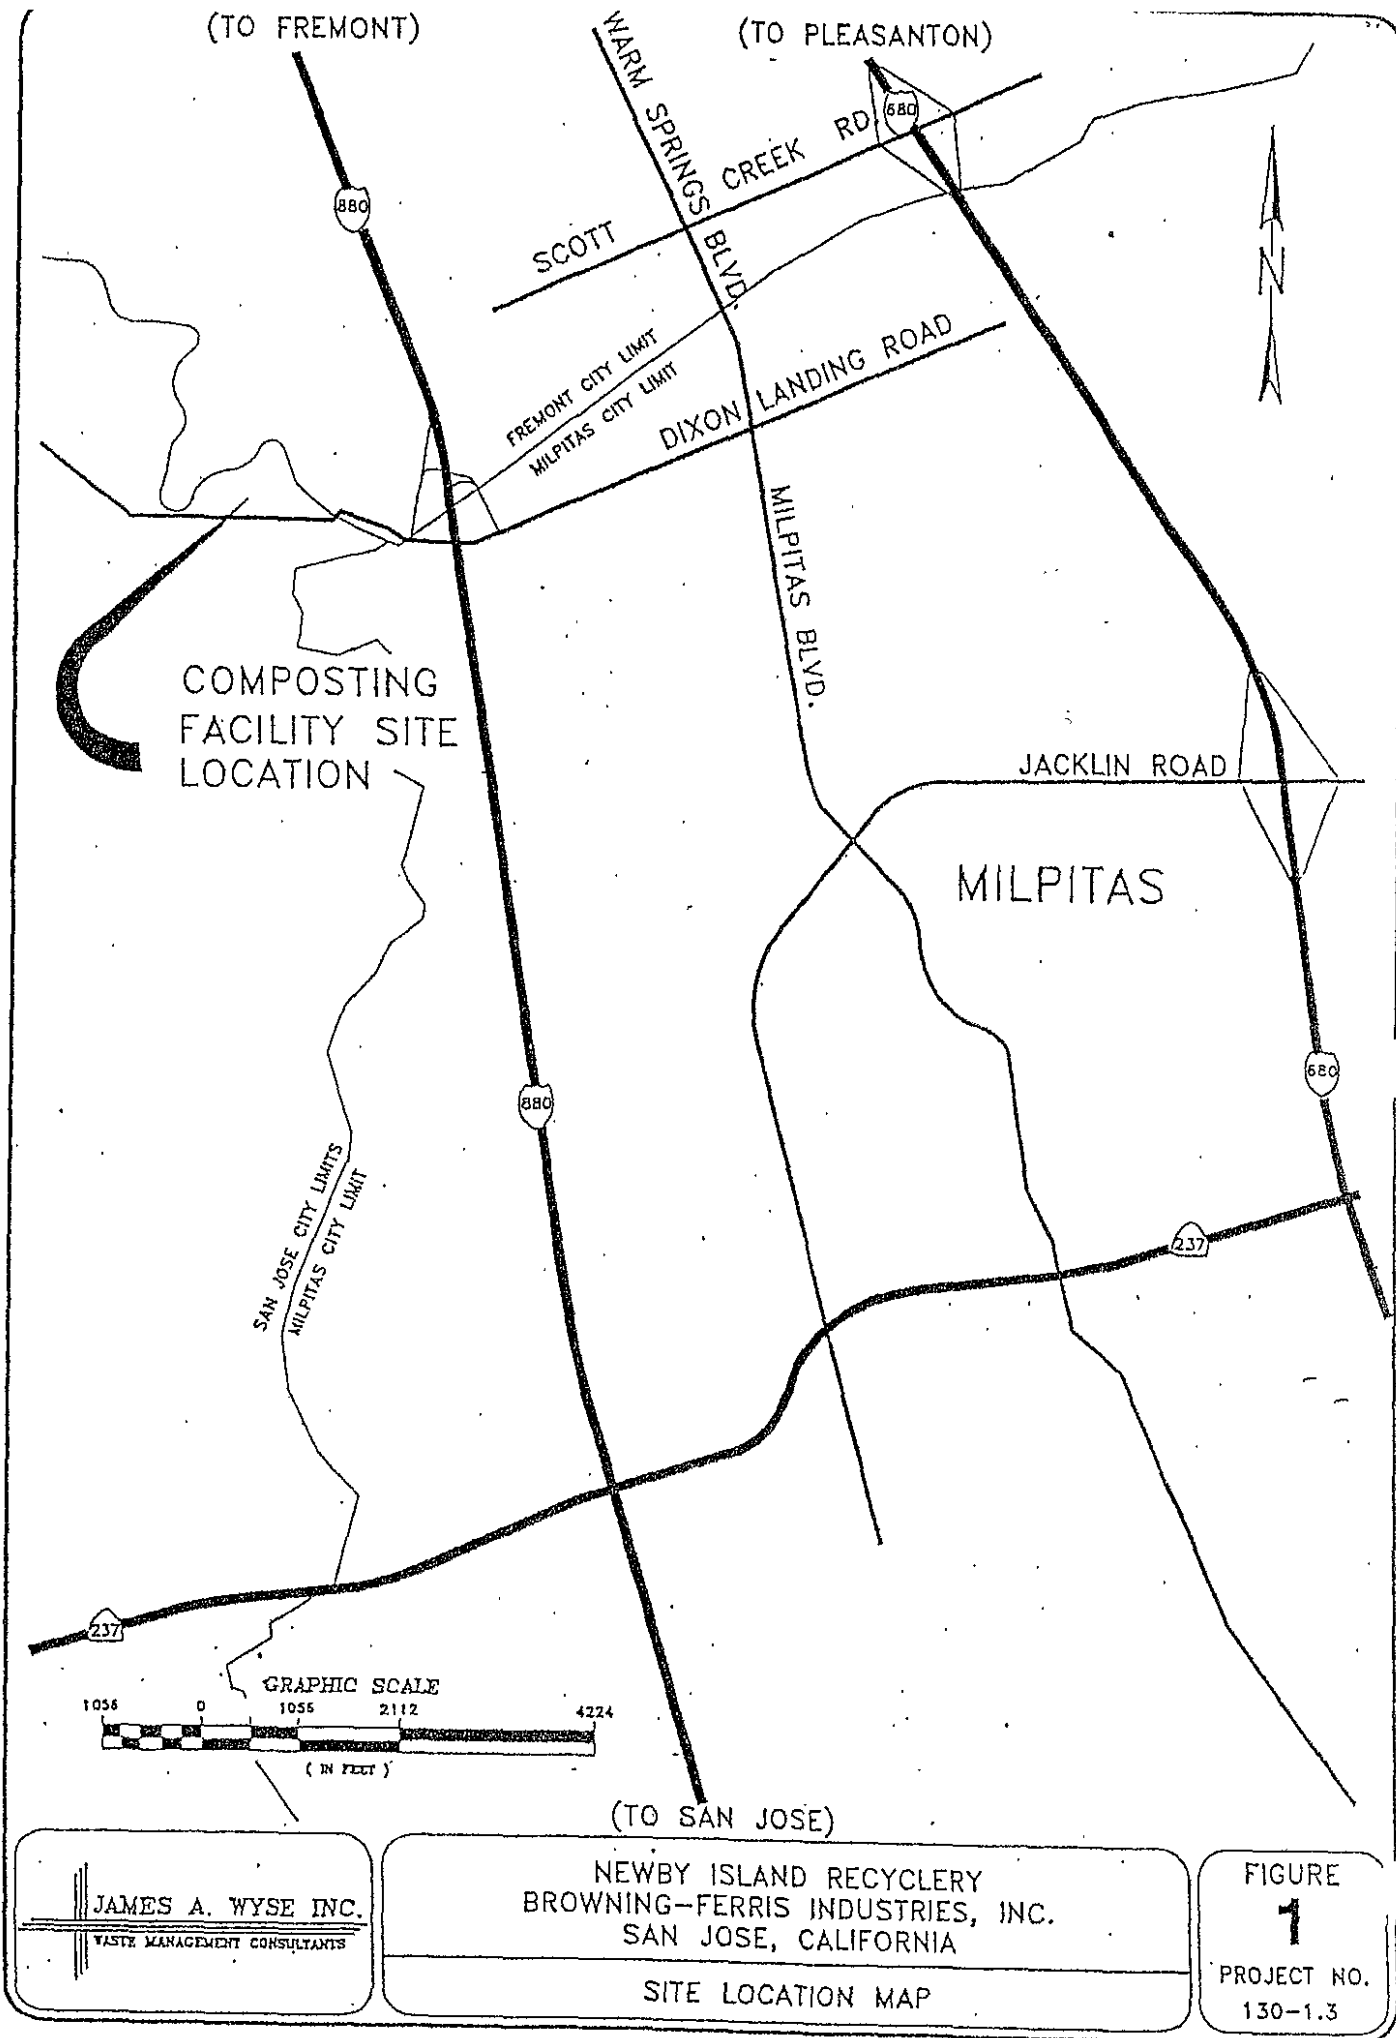 (TO FREMONT)
WARM SPRINGS BLVD.
(TO PLEASANTON)
680
880
SCOTT CREEK RD.
N
FREMONT CITY LIMIT
MILPITAS CITY LIMIT
DIXON LANDING ROAD
MILPITAS BLVD.
COMPOSTING
FACILITY SITE
LOCATION
JACKLIN ROAD
MILPITAS
680
880
SAN JOSE CITY LIMITS
MILPITAS CITY LIMIT
237
237
GRAPHIC SCALE
1056 0 1056 2112 4224
( IN FEET )
(TO SAN JOSE)
JAMES A. WYSE INC.
WASTE MANAGEMENT CONSULTANTS
NEWBY ISLAND RECYCLERY
BROWNING-FERRIS INDUSTRIES, INC.
SAN JOSE, CALIFORNIA
SITE LOCATION MAP
FIGURE
1
PROJECT NO.
130-1.3